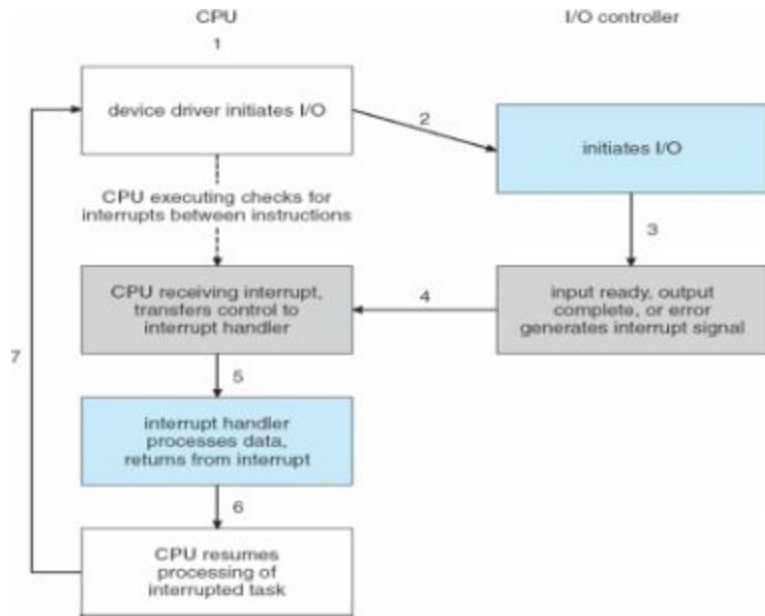 CPU
I/O controller
1
device driver initiates I/O
2
initiates I/O
CPU executing checks for
interrupts between instructions
3
CPU receiving interrupt,
transfers control to
interrupt handler
4
input ready, output
complete, or error
generates interrupt signal
7
5
interrupt handler
processes data,
returns from interrupt
6
CPU resumes
processing of
interrupted task